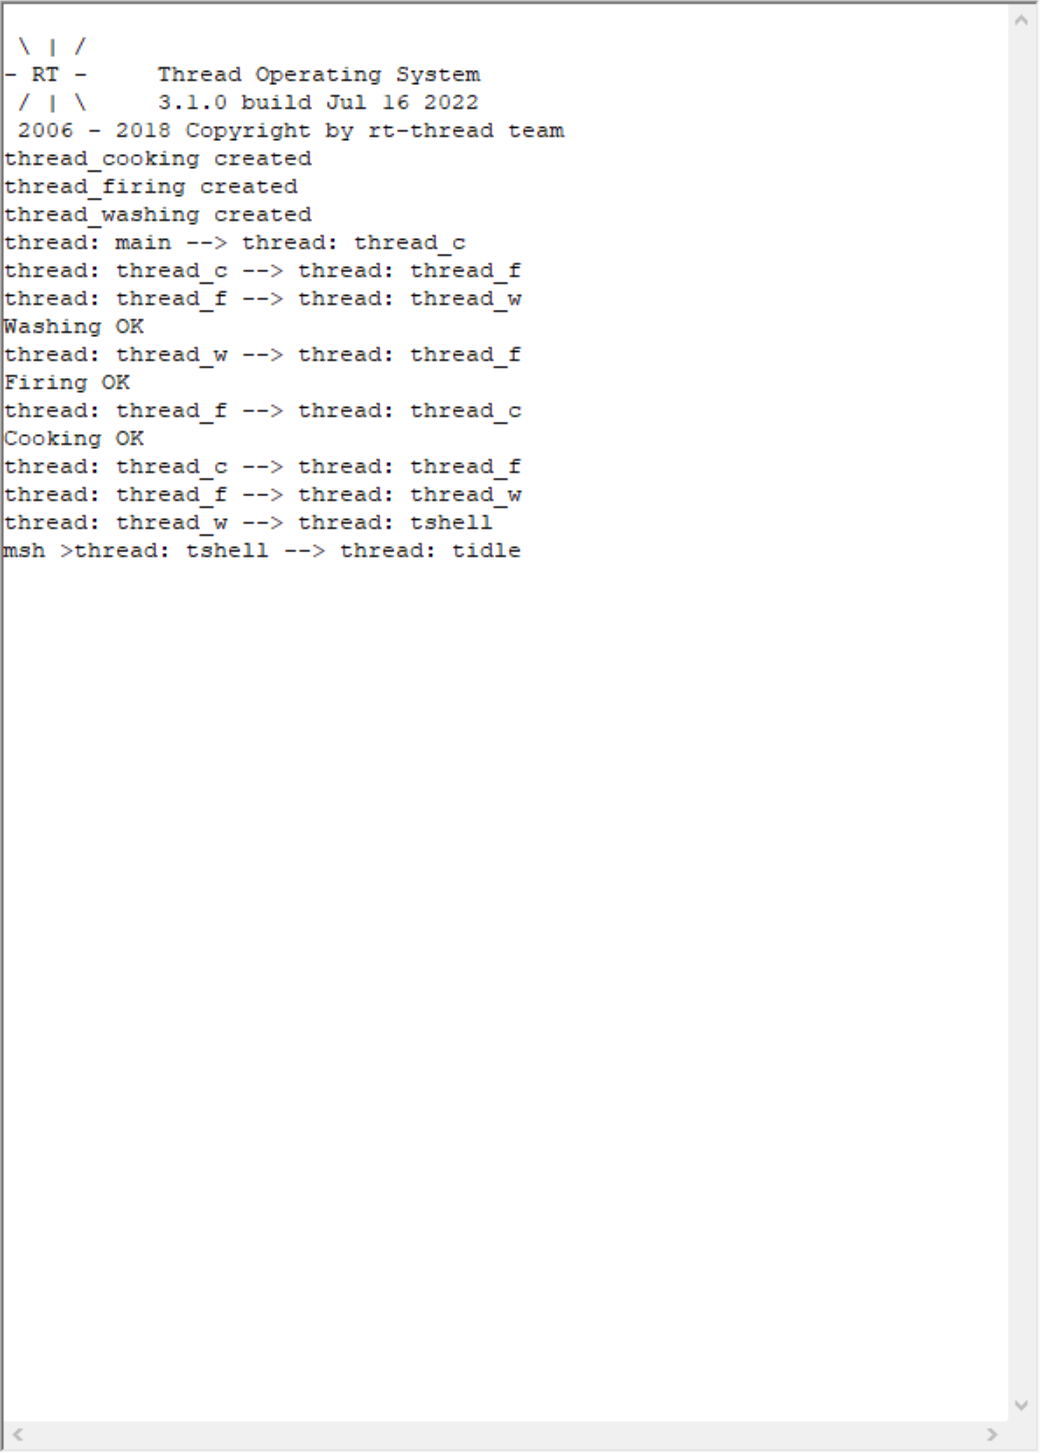 \ | /
- RT -     Thread Operating System
 / | \     3.1.0 build Jul 16 2022
 2006 - 2018 Copyright by rt-thread team
thread_cooking created
thread_firing created
thread_washing created
thread: main --> thread: thread_c
thread: thread_c --> thread: thread_f
thread: thread_f --> thread: thread_w
Washing OK
thread: thread_w --> thread: thread_f
Firing OK
thread: thread_f --> thread: thread_c
Cooking OK
thread: thread_c --> thread: thread_f
thread: thread_f --> thread: thread_w
thread: thread_w --> thread: tshell
msh >thread: tshell --> thread: tidle